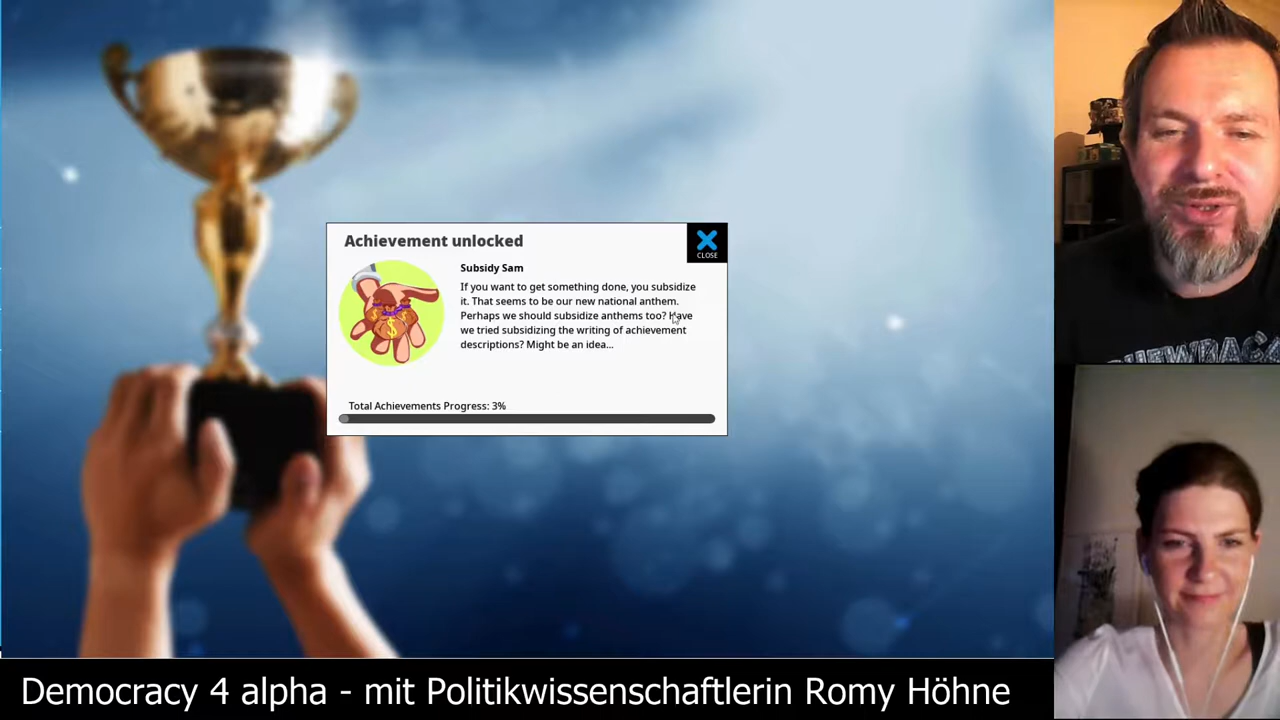 Achievement unlocked
CLOSE
Subsidy Sam
If you want to get something done, you subsidize
it. That seems to be our new national anthem.
Perhaps we should subsidize anthems too? Have
we tried subsidizing the writing of achievement
descriptions? Might be an idea...
Total Achievements Progress: 3%
Democracy 4 alpha - mit Politikwissenschaftlerin Romy Höhne